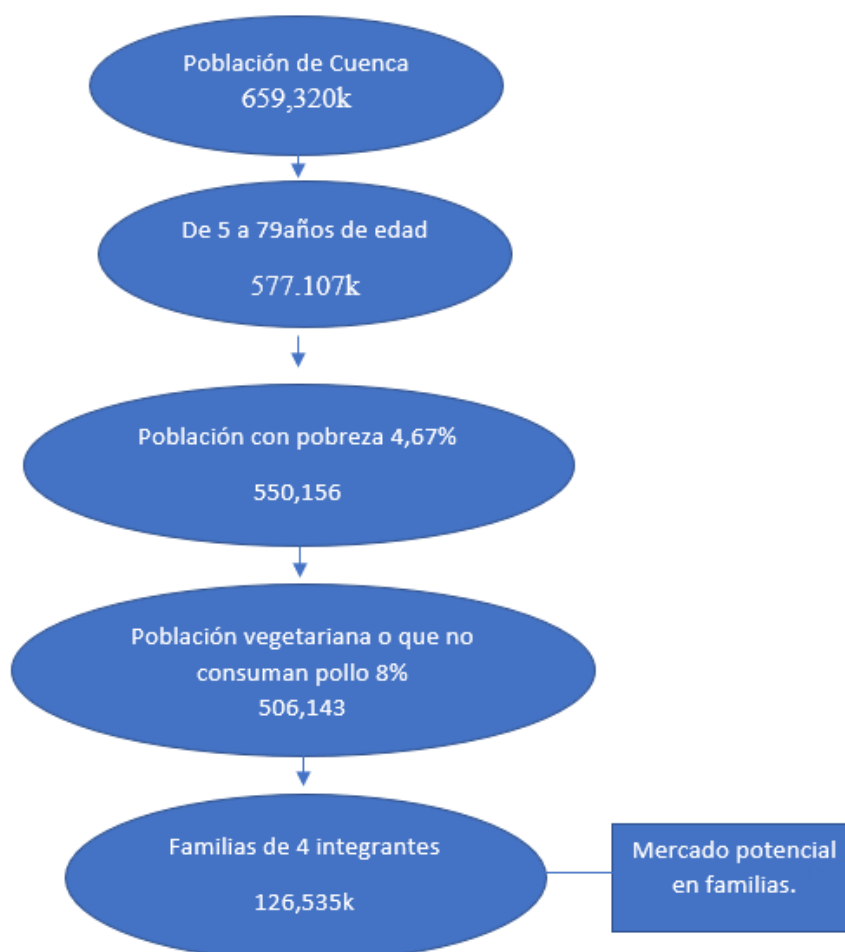 Población de Cuenca
659,320k
De 5 a 79años de edad
577.107k
Población con pobreza 4,67%
550,156
Población vegetariana o que no
consuman pollo 8%
506,143
Familias de 4 integrantes
126,535k
Mercado potencial
en familias.